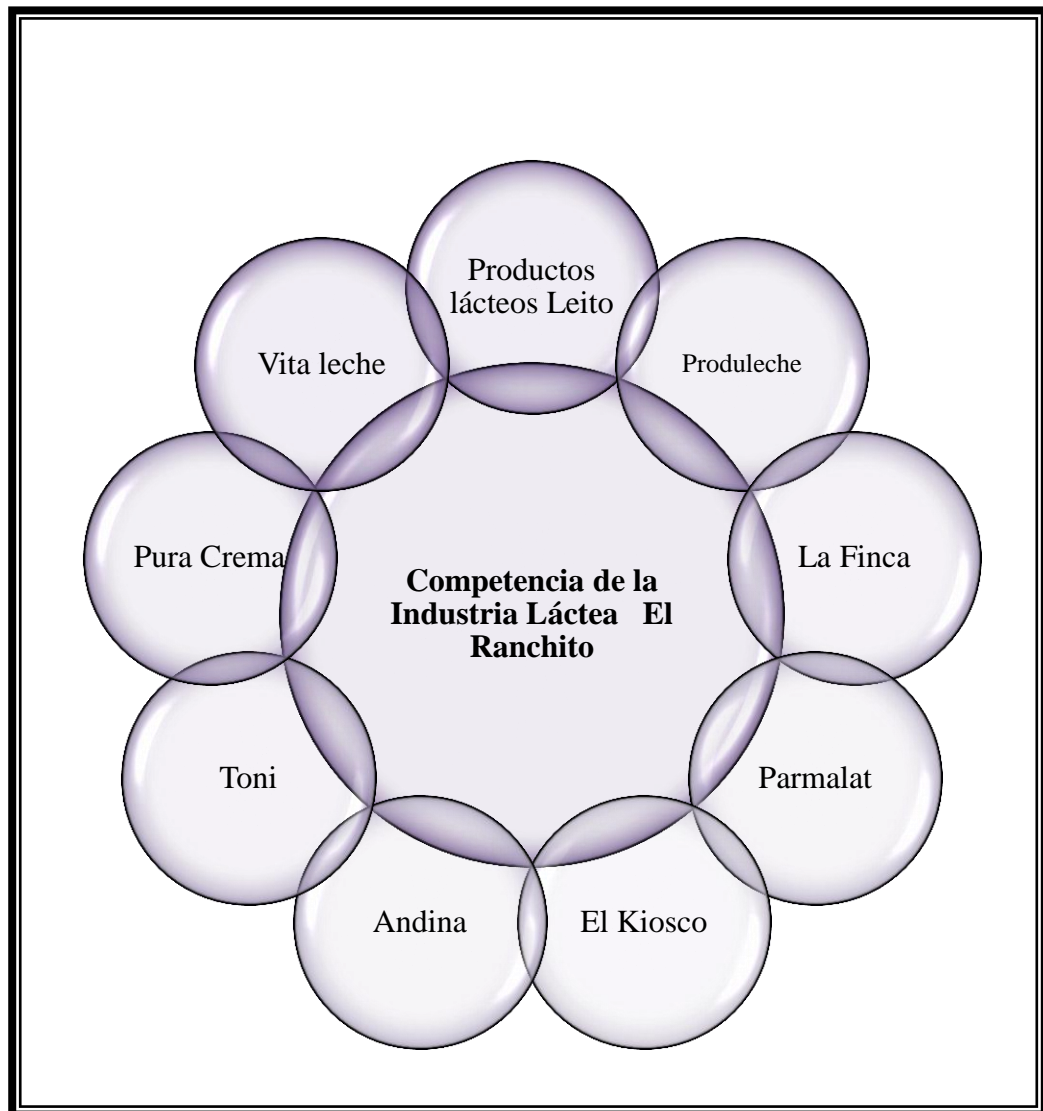 Productos
lácteos Leito
Produleche
La Finca
Parmalat
El Kiosco
Andina
Toni
Pura Crema
Vita leche
Competencia de la
Industria Láctea El
Ranchito